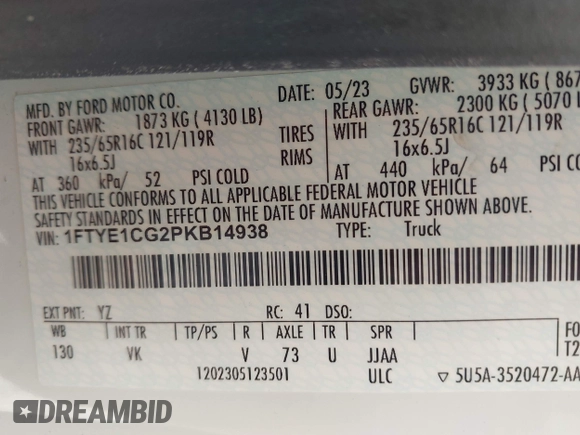 MFD. BY FORD MOTOR CO.
DATE: 05/23 GVWR: 3933 KG ( 867
FRONT GAWR: 1873 KG ( 4130 LB)
REAR GAWR: 2300 KG ( 5070
WITH 235/65R16C 121/119R TIRES WITH 235/65R16C 121/119R
16x6.5J RIMS 16x6.5J
AT 360 kPa/ 52 PSI COLD AT 440 kPa/ 64 PSI CO
THIS VEHICLE CONFORMS TO ALL APPLICABLE FEDERAL MOTOR VEHICLE
SAFETY STANDARDS IN EFFECT ON THE DATE OF MANUFACTURE SHOWN ABOVE.
VIN: 1FTYE1CG2PKB14938 TYPE: Truck
EXT PNT: YZ RC: 41 DSO:
WB INT TR TP/PS R AXLE TR SPR
130 VK V 73 U JJAA
1202305123501 ULC
FO
T2
▽ 5U5A-3520472-AA
DREAMBID